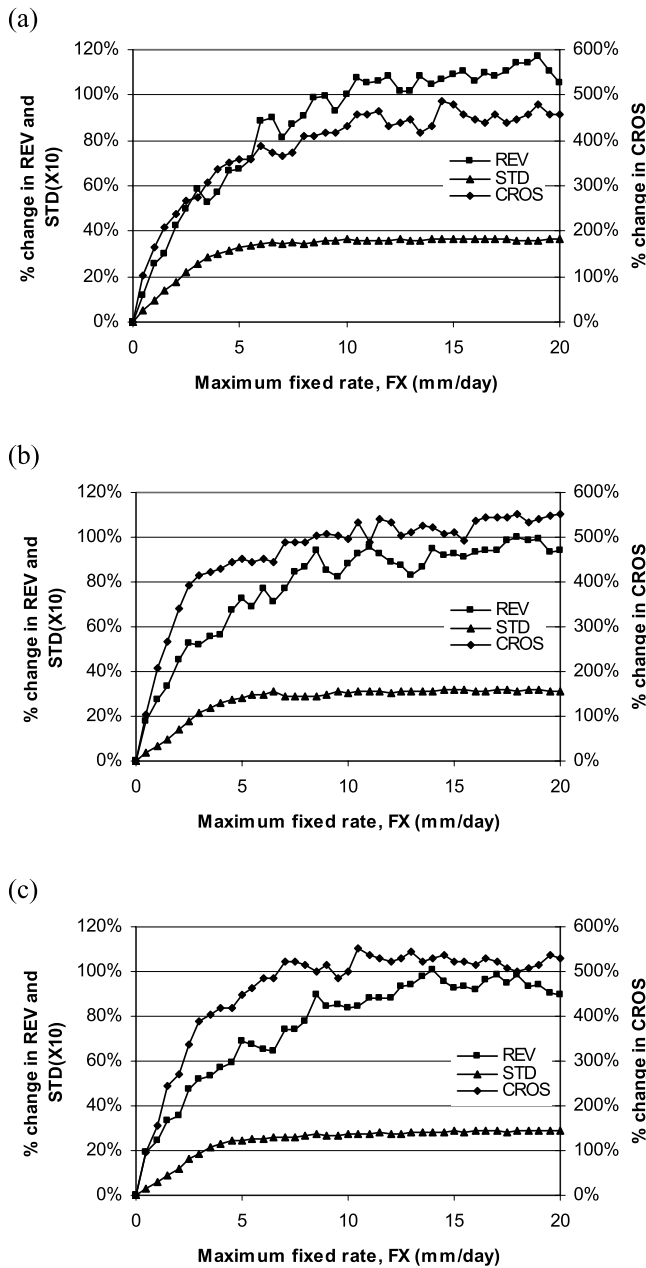 (a)
120%
100%
80%
60%
40%
20%
0%
600%
500%
400%
300%
200%
100%
0%
% change in REV and
STD(X10)
% change in CROS
REV
STD
CROS
0 5 10 15 20
Maximum fixed rate, FX (mm/day)
(b)
120%
100%
80%
60%
40%
20%
0%
600%
500%
400%
300%
200%
100%
0%
% change in REV and
STD(X10)
% change in CROS
REV
STD
CROS
0 5 10 15 20
Maximum fixed rate, FX (mm/day)
(c)
120%
100%
80%
60%
40%
20%
0%
600%
500%
400%
300%
200%
100%
0%
% change in REV and
STD(X10)
% change in CROS
REV
STD
CROS
0 5 10 15 20
Maximum fixed rate, FX (mm/day)